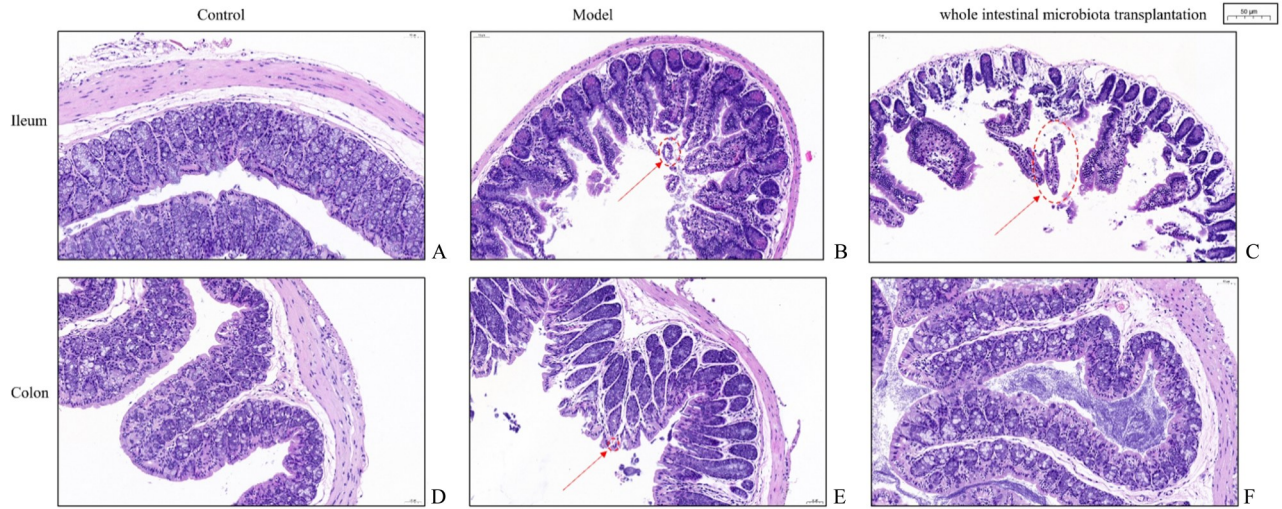 Control Model whole intestinal microbiota transplantation 50 μm
Ileum
A B C
Colon
D E F